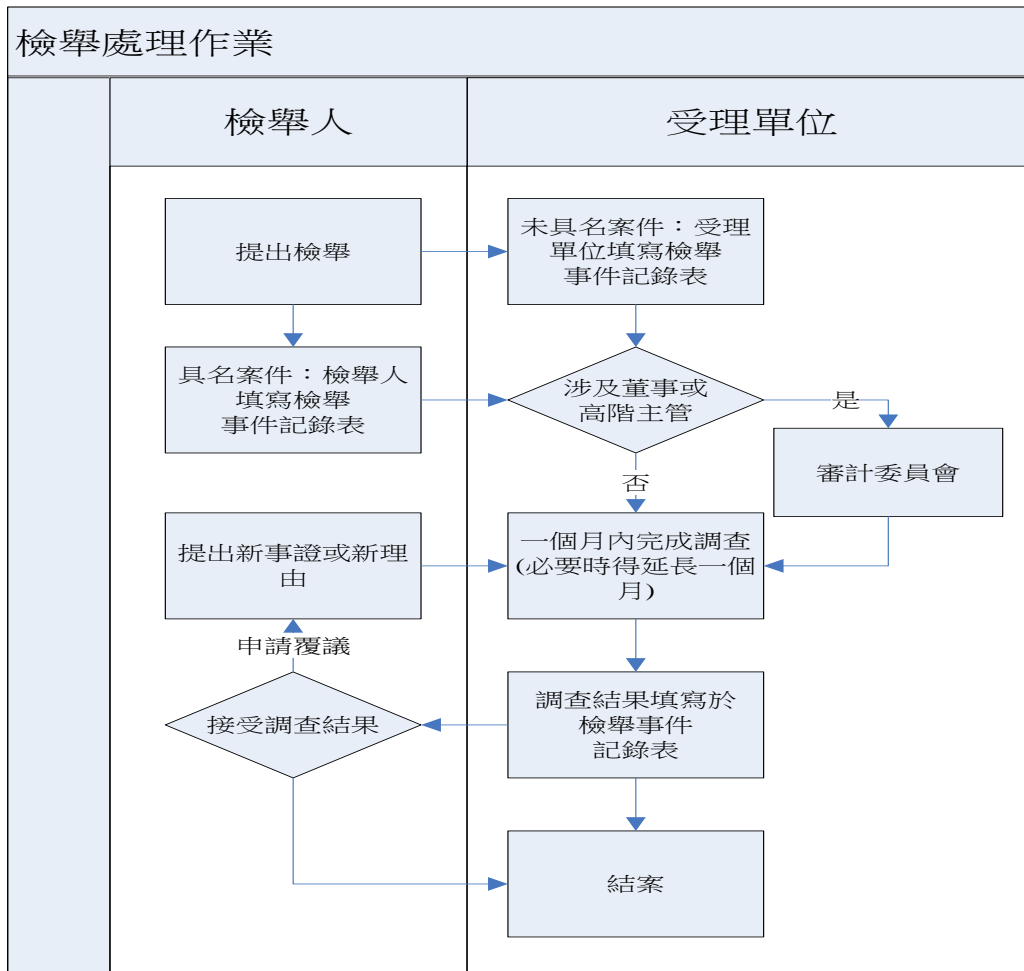 檢舉處理作業
檢舉人
受理單位
提出檢舉
未具名案件：受理
單位填寫檢舉
事件記錄表
具名案件：檢舉人
填寫檢舉
事件記錄表
涉及董事或
高階主管
是
審計委員會
否
提出新事證或新理
由
一個月內完成調查
(必要時得延長一個
月)
申請覆議
接受調查結果
調查結果填寫於
檢舉事件
記錄表
結案